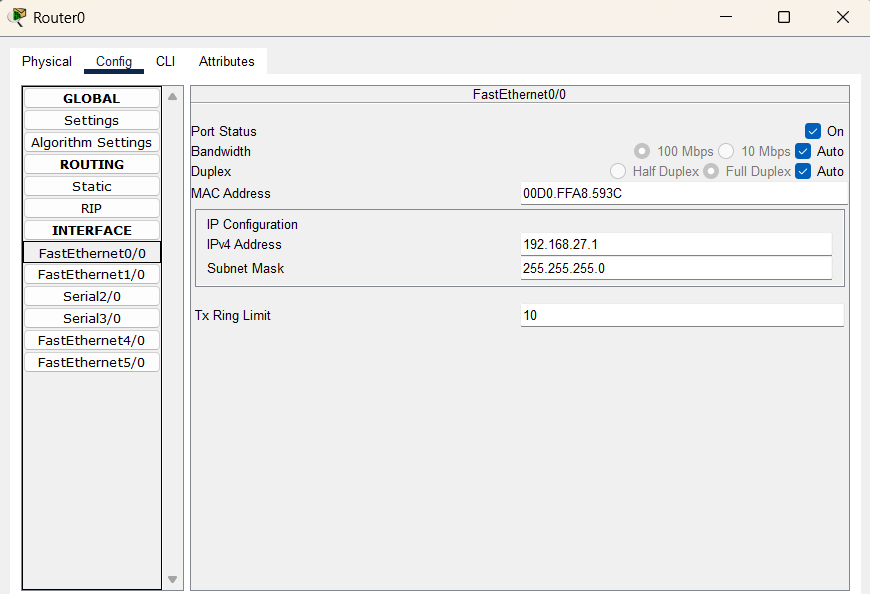 Router0
Physical Config CLI Attributes
GLOBAL
Settings
Algorithm Settings
ROUTING
Static
RIP
INTERFACE
FastEthernet0/0
FastEthernet1/0
Serial2/0
Serial3/0
FastEthernet4/0
FastEthernet5/0
FastEthernet0/0
Port Status On
Bandwidth 100 Mbps 10 Mbps Auto
Duplex Half Duplex Full Duplex Auto
MAC Address 00D0.FFA8.593C
IP Configuration
IPv4 Address 192.168.27.1
Subnet Mask 255.255.255.0
Tx Ring Limit 10